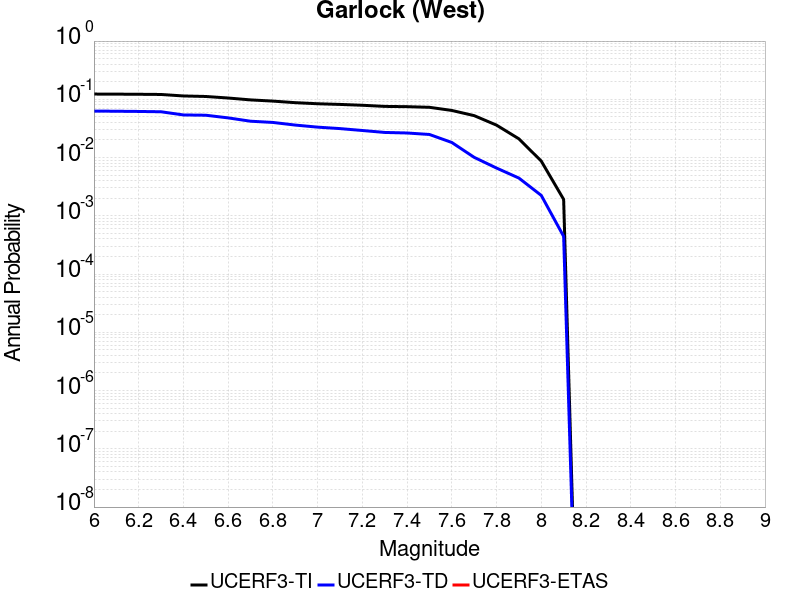 Garlock (West)
10^0
10^-1
10^-2
10^-3
10^-4
10^-5
10^-6
10^-7
10^-8
Annual Probability
6 6.2 6.4 6.6 6.8 7 7.2 7.4 7.6 7.8 8 8.2 8.4 8.6 8.8 9
Magnitude
UCERF3-TI UCERF3-TD UCERF3-ETAS